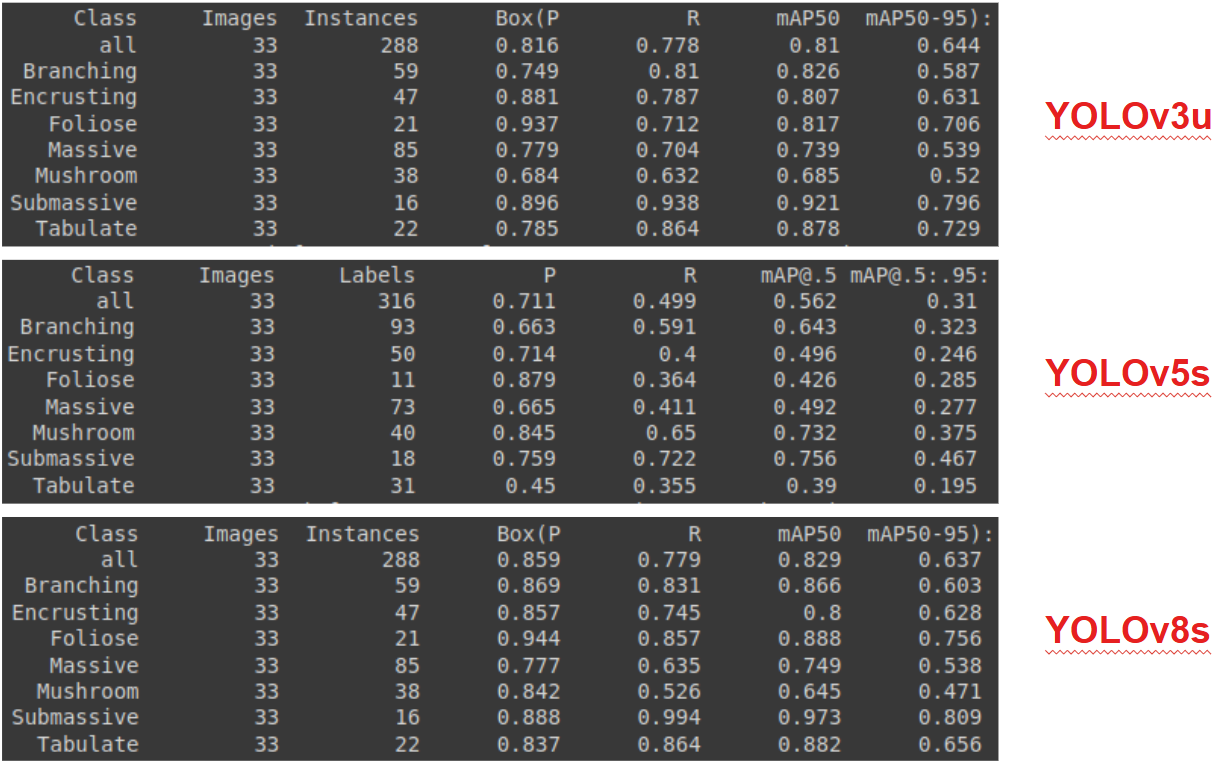 Class Images Instances Box(P R mAP50 mAP50-95):
all 33 288 0.816 0.778 0.81 0.644
Branching 33 59 0.749 0.81 0.826 0.587
Encrusting 33 47 0.881 0.787 0.807 0.631
Foliose 33 21 0.937 0.712 0.817 0.706
Massive 33 85 0.779 0.704 0.739 0.539
Mushroom 33 38 0.684 0.632 0.685 0.52
Submassive 33 16 0.896 0.938 0.921 0.796
Tabulate 33 22 0.785 0.864 0.878 0.729
YOLOv3u
Class Images Labels P R mAP@.5 mAP@.5:.95:
all 33 316 0.711 0.499 0.562 0.31
Branching 33 93 0.663 0.591 0.643 0.323
Encrusting 33 50 0.714 0.4 0.496 0.246
Foliose 33 11 0.879 0.364 0.426 0.285
Massive 33 73 0.665 0.411 0.492 0.277
Mushroom 33 40 0.845 0.65 0.732 0.375
Submassive 33 18 0.759 0.722 0.756 0.467
Tabulate 33 31 0.45 0.355 0.39 0.195
YOLOv5s
Class Images Instances Box(P R mAP50 mAP50-95):
all 33 288 0.859 0.779 0.829 0.637
Branching 33 59 0.869 0.831 0.866 0.603
Encrusting 33 47 0.857 0.745 0.8 0.628
Foliose 33 21 0.944 0.857 0.888 0.756
Massive 33 85 0.777 0.635 0.749 0.538
Mushroom 33 38 0.842 0.526 0.645 0.471
Submassive 33 16 0.888 0.994 0.973 0.809
Tabulate 33 22 0.837 0.864 0.882 0.656
YOLOv8s